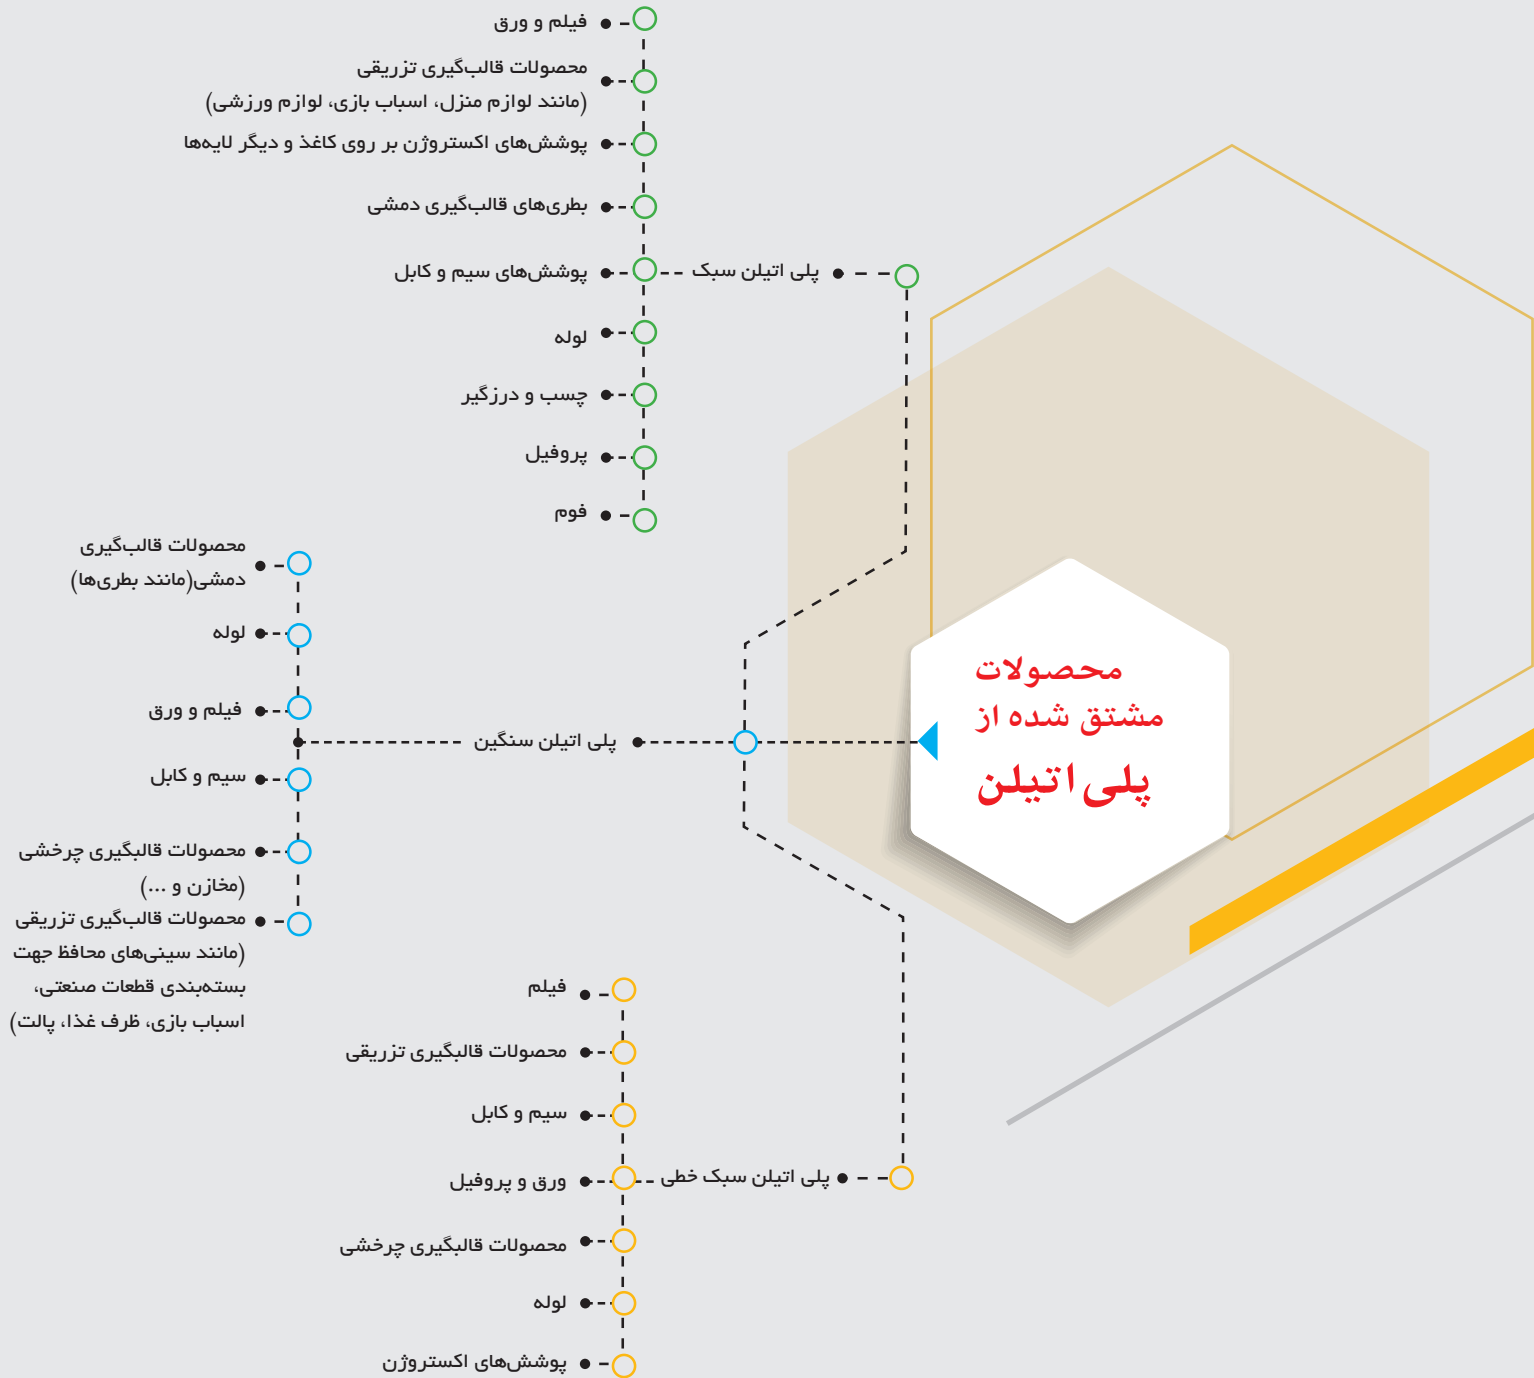 محصولات
مشتق شده از
پلی اتیلن
پلی اتیلن سبک
فیلم و ورق
محصولات قالب‌گیری تزریقی
(مانند لوازم منزل، اسباب بازی، لوازم ورزشی)
پوشش‌های اکستروژن بر روی کاغذ و دیگر لایه‌ها
بطری‌های قالب‌گیری دمشی
پوشش‌های سیم و کابل
لوله
چسب و درزگیر
پروفیل
فوم
پلی اتیلن سنگین
محصولات قالب‌گیری
دمشی(مانند بطری‌ها)
لوله
فیلم و ورق
سیم و کابل
محصولات قالبگیری چرخشی
(مخازن و ...)
محصولات قالب‌گیری تزریقی
(مانند سینی‌های محافظ جهت
بسته‌بندی قطعات صنعتی،
اسباب بازی، ظرف غذا، پالت)
پلی اتیلن سبک خطی
فیلم
محصولات قالبگیری تزریقی
سیم و کابل
ورق و پروفیل
محصولات قالبگیری چرخشی
لوله
پوشش‌های اکستروژن